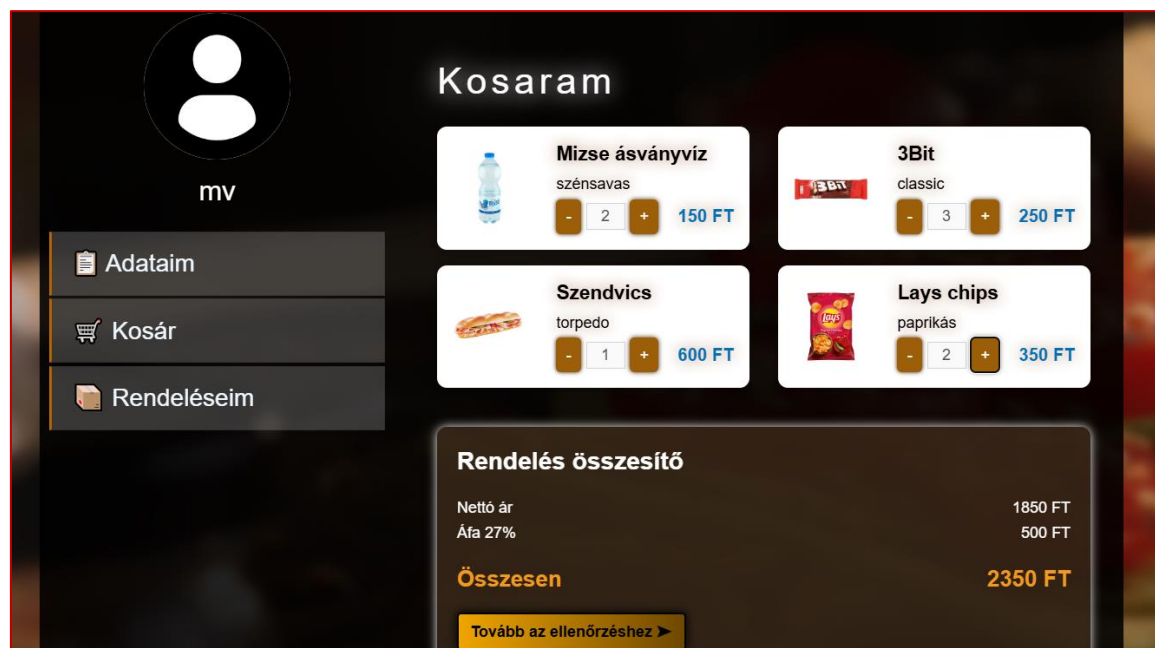 mv
Adataim
Kosár
Rendeléseim
Kosaram
Mizse ásványvíz
szénsavas
- 2 + 150 FT
3Bit
classic
- 3 + 250 FT
3BiT
Szendvics
torpedo
- 1 + 600 FT
Lays chips
paprikás
- 2 + 350 FT
Lays
Rendelés összesítő
Nettó ár 1850 FT
Áfa 27% 500 FT
Összesen 2350 FT
Tovább az ellenőrzéshez ➤